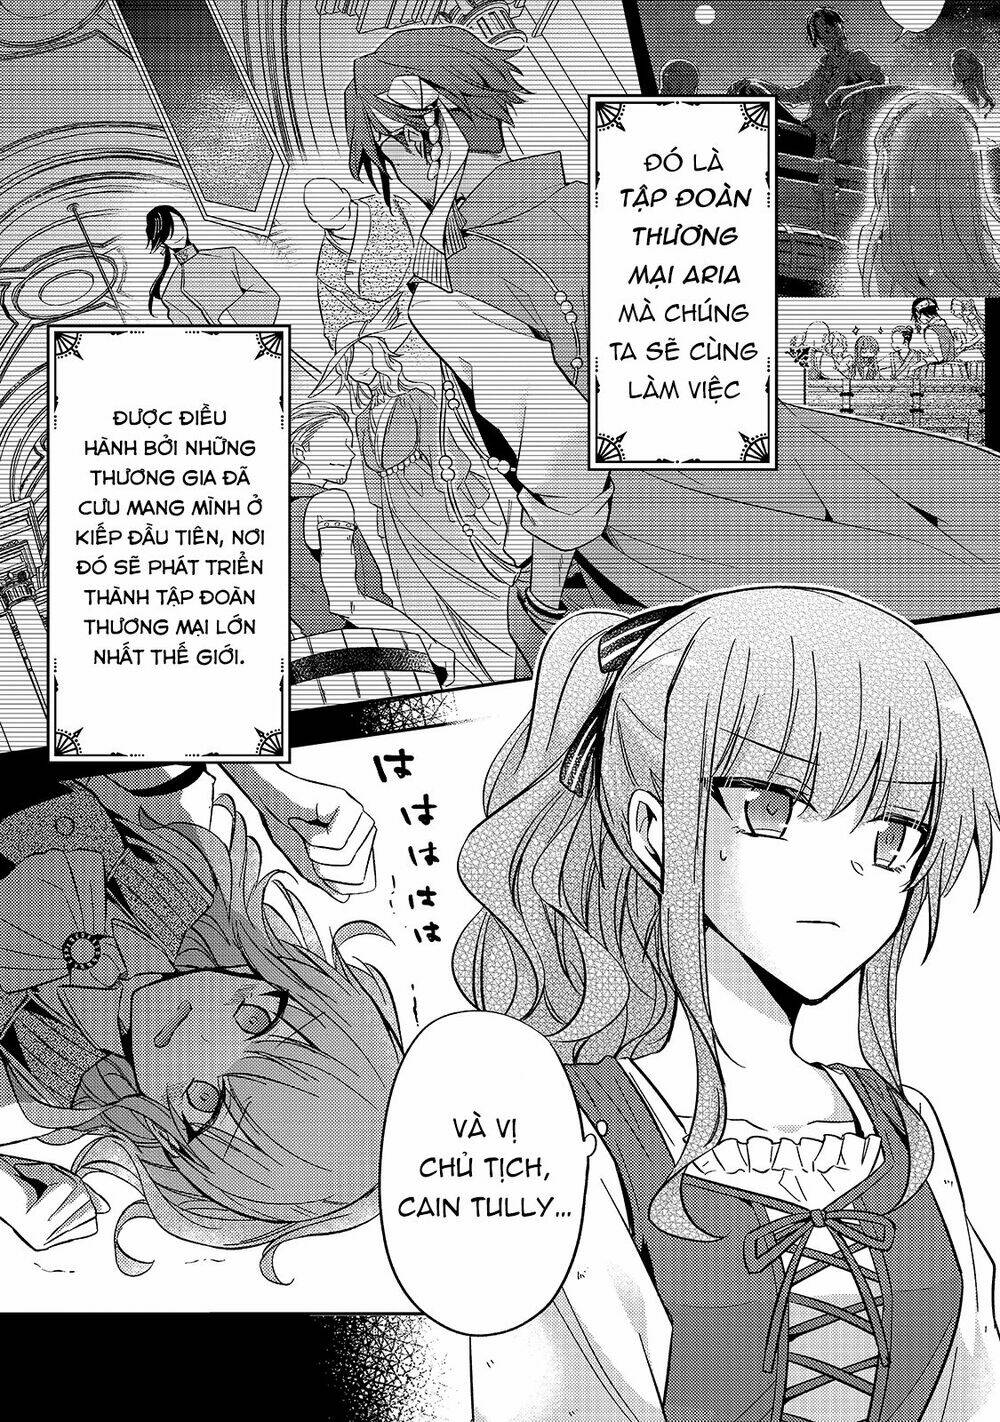 ĐÓ LÀ
TẬP ĐOÀN
THƯƠNG
MẠI ARIA
MÀ CHÚNG
TA SẼ CÙNG
LÀM VIỆC
ĐƯỢC ĐIỀU
HÀNH BỞI NHỮNG
THƯƠNG GIA ĐÃ
CƯU MANG MÌNH Ở
KIẾP ĐẦU TIÊN, NƠI
ĐÓ SẼ PHÁT TRIỂN
THÀNH TẬP ĐOÀN
THƯƠNG MẠI LỚN
NHẤT THẾ GIỚI.
はははは
VÀ VỊ
CHỦ TỊCH,
CAIN TULLY...